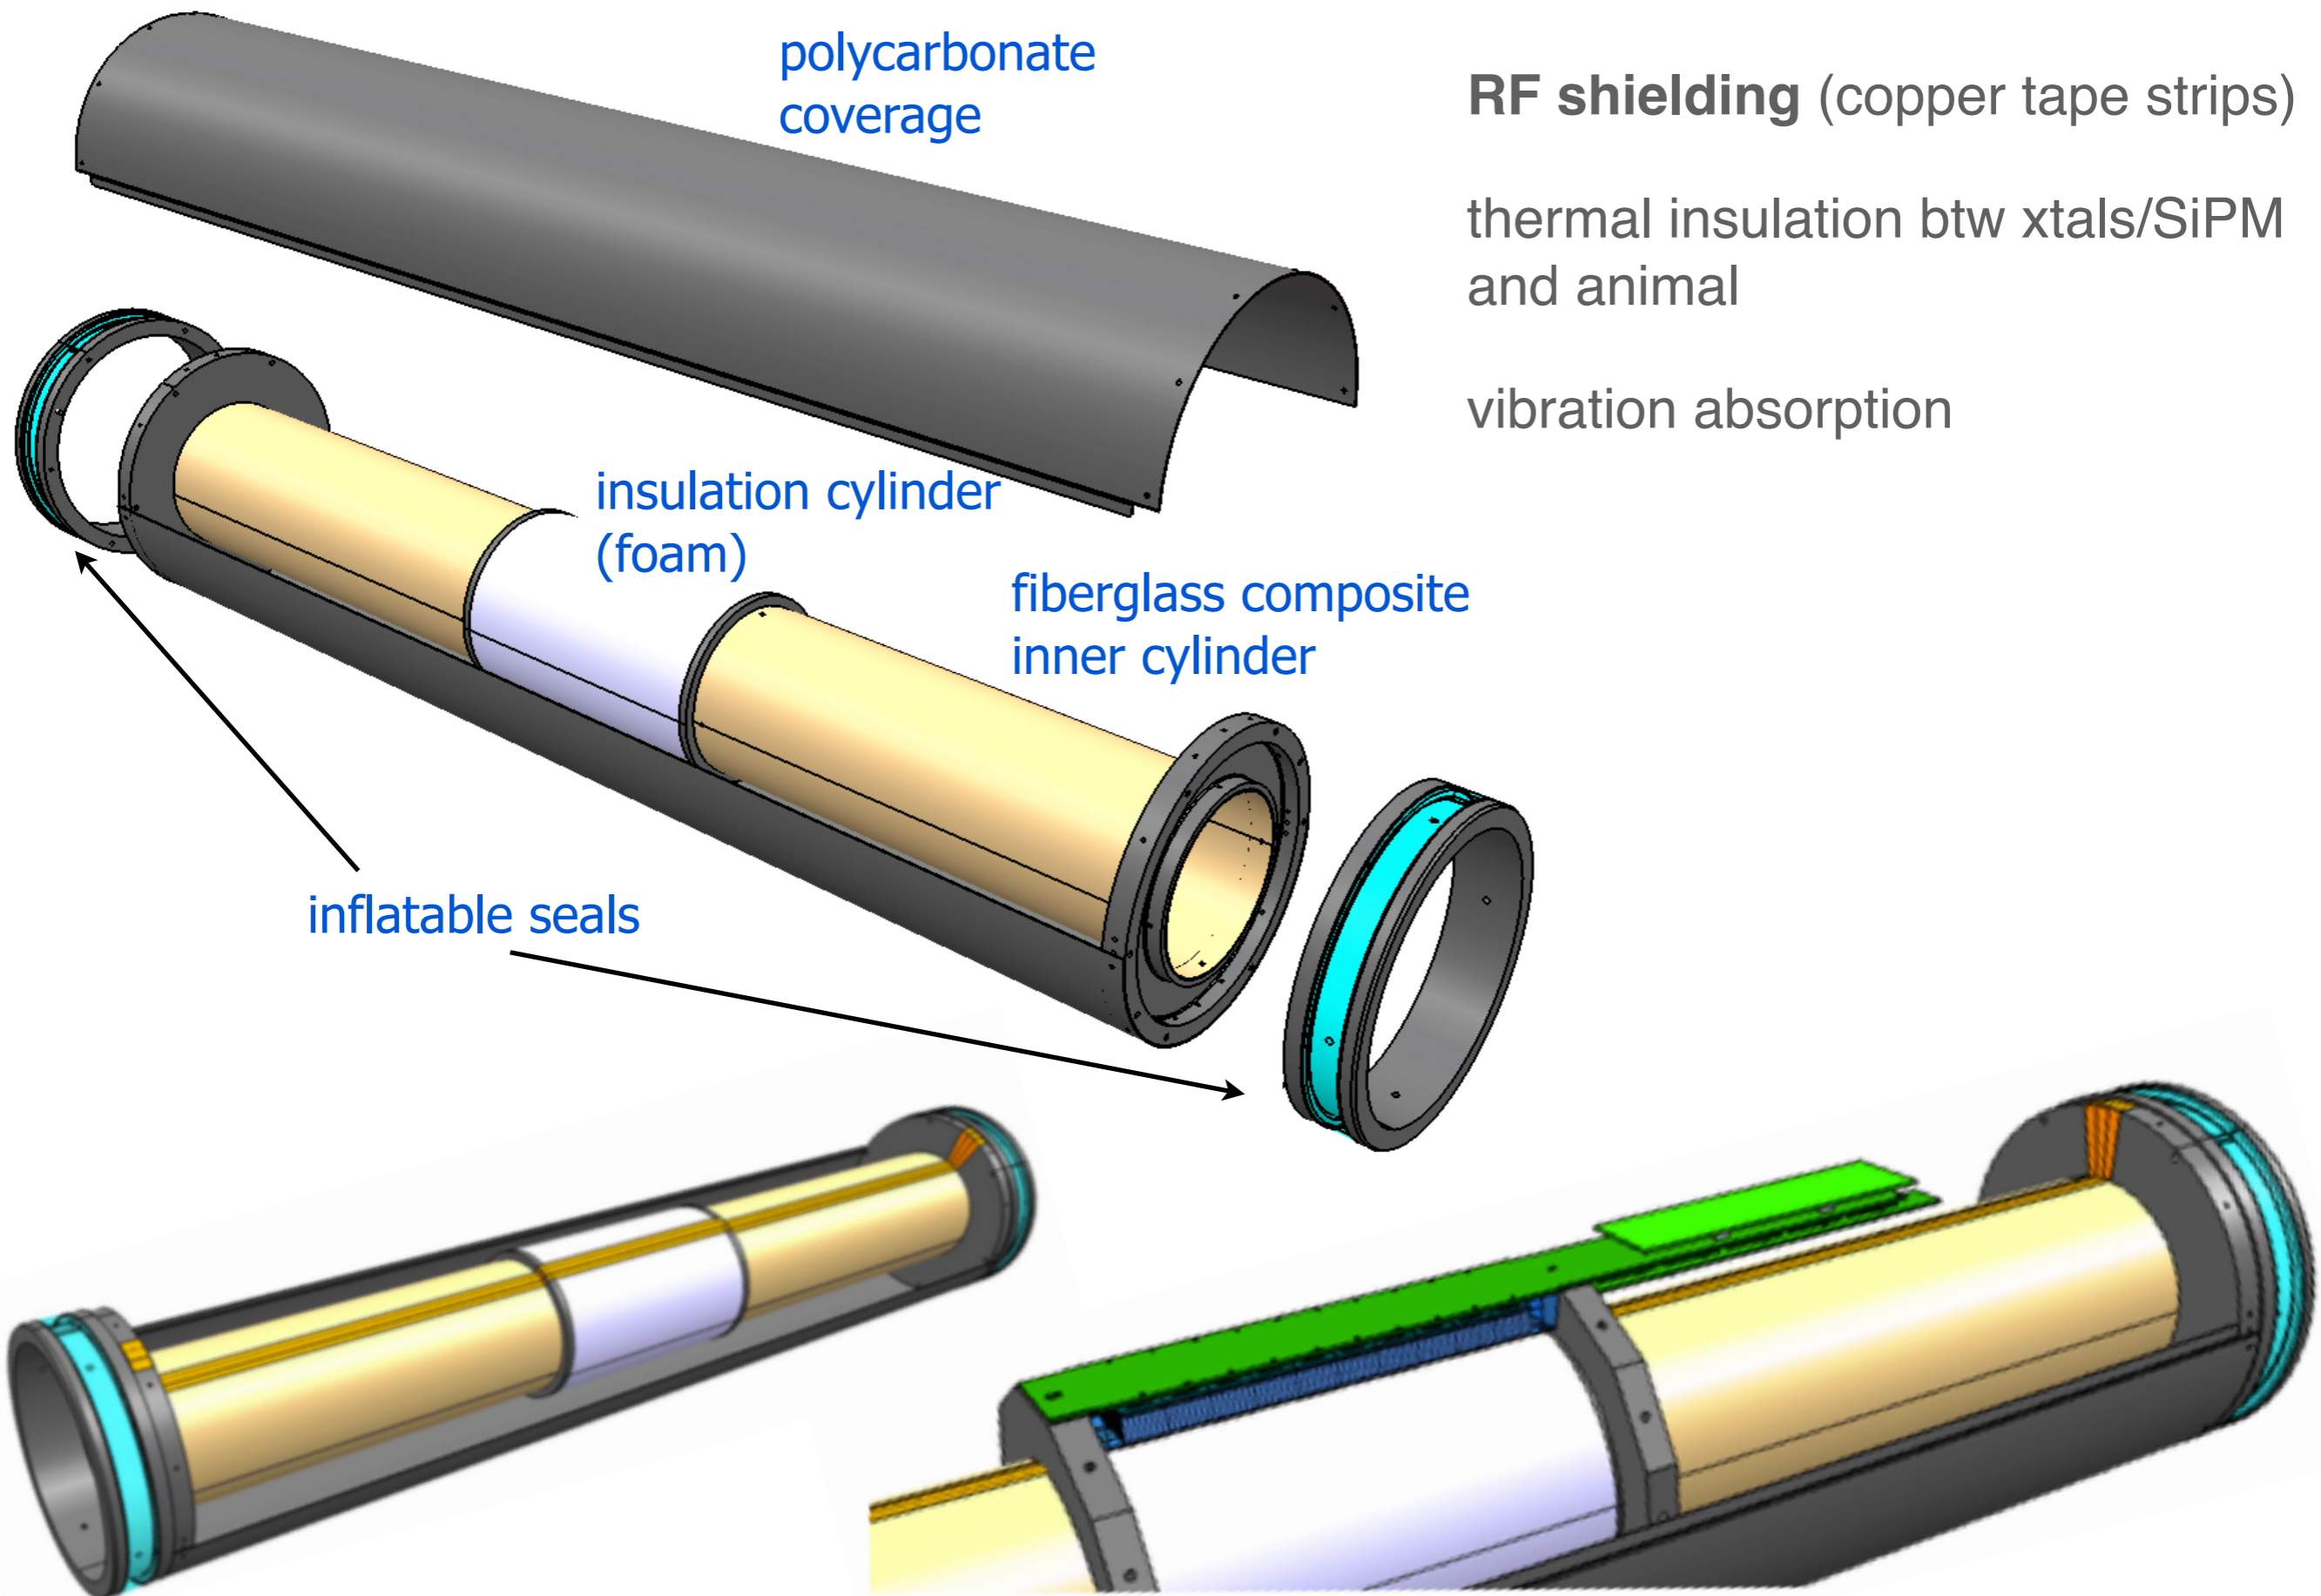 polycarbonate
coverage
RF shielding (copper tape strips)
thermal insulation btw xtals/SiPM
and animal
vibration absorption
insulation cylinder
(foam)
fiberglass composite
inner cylinder
inflatable seals